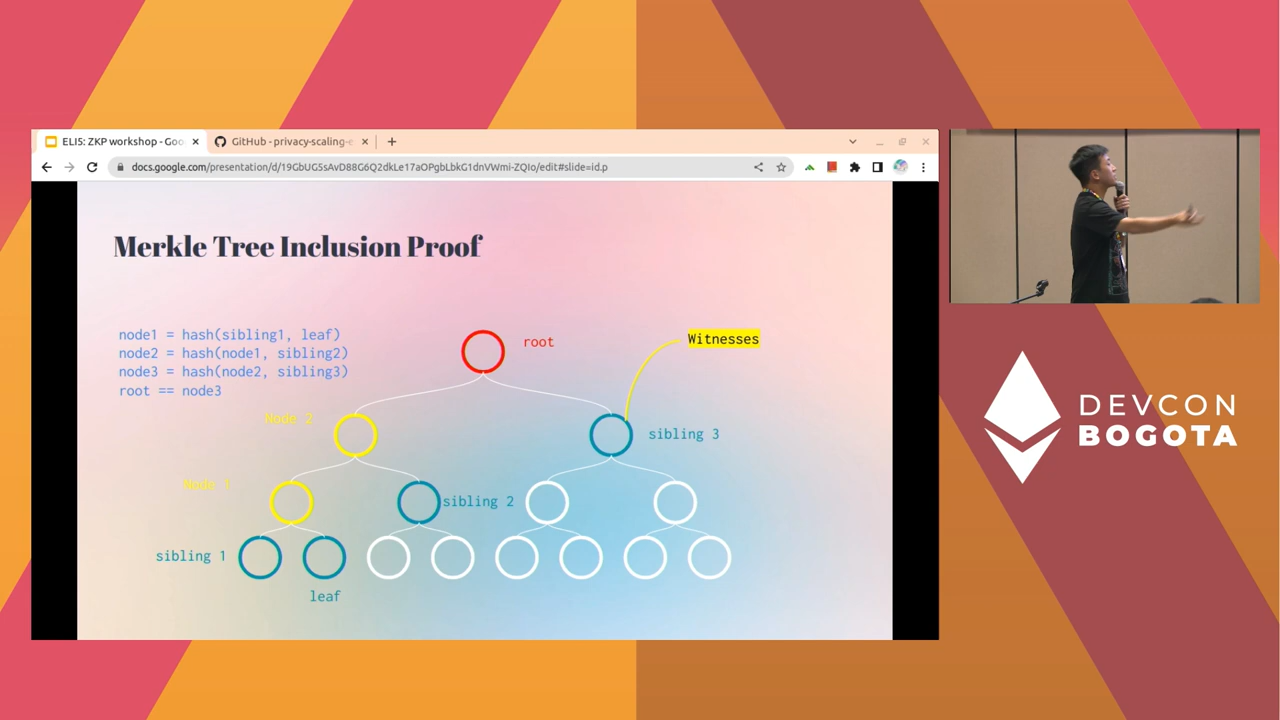 ELI5: ZKP workshop - Goo
GitHub - privacy-scaling-e
docs.google.com/presentation/d/19GbUG5sAvD88G6Q2dkLe17aOPgbLbkG1dnVWmi-ZQIo/edit#slide=id.p
Merkle Tree Inclusion Proof
node1 = hash(sibling1, leaf)
node2 = hash(node1, sibling2)
node3 = hash(node2, sibling3)
root == node3
root
Witnesses
Node 2
sibling 3
Node 1
sibling 2
sibling 1
leaf
DEVCON
BOGOTA